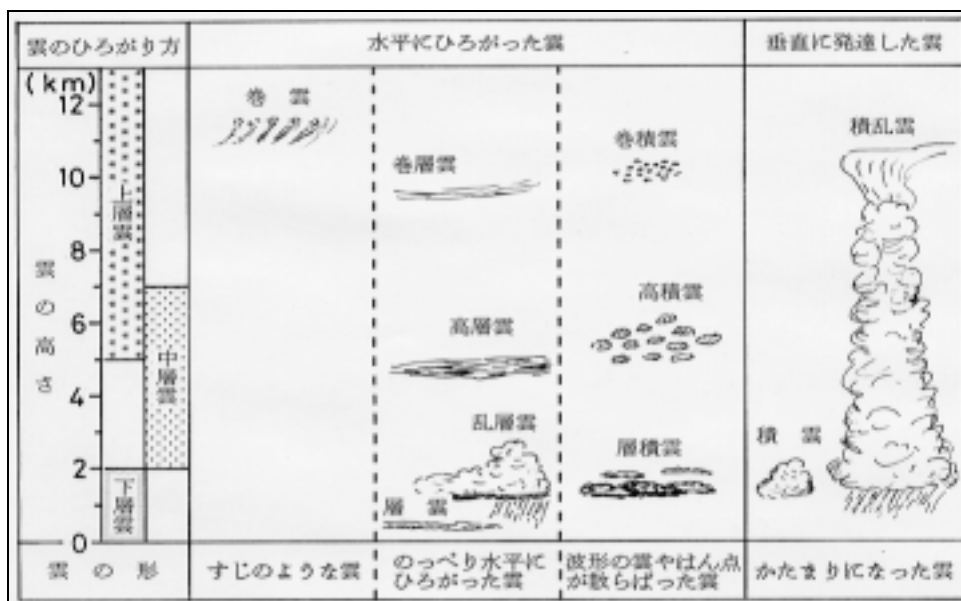 雲のひろがり方
水平にひろがった雲
垂直に発達した雲
(km)
12
10
8
6
4
2
0
雲の高さ
上層雲
中層雲
下層雲
巻雲
巻層雲
巻積雲
積乱雲
高層雲
高積雲
乱層雲
層雲
層積雲
積雲
雲の形
すじのような雲
のっぺり水平に
ひろがった雲
波形の雲やはん点
が散らばった雲
かたまりになった雲